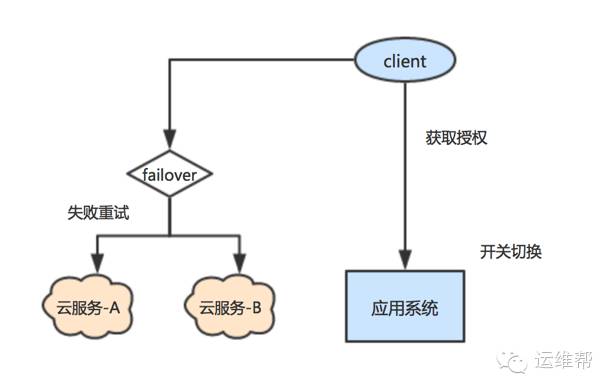 client
获取授权
failover
失败重试
开关切换
云服务-A
云服务-B
应用系统
运维帮